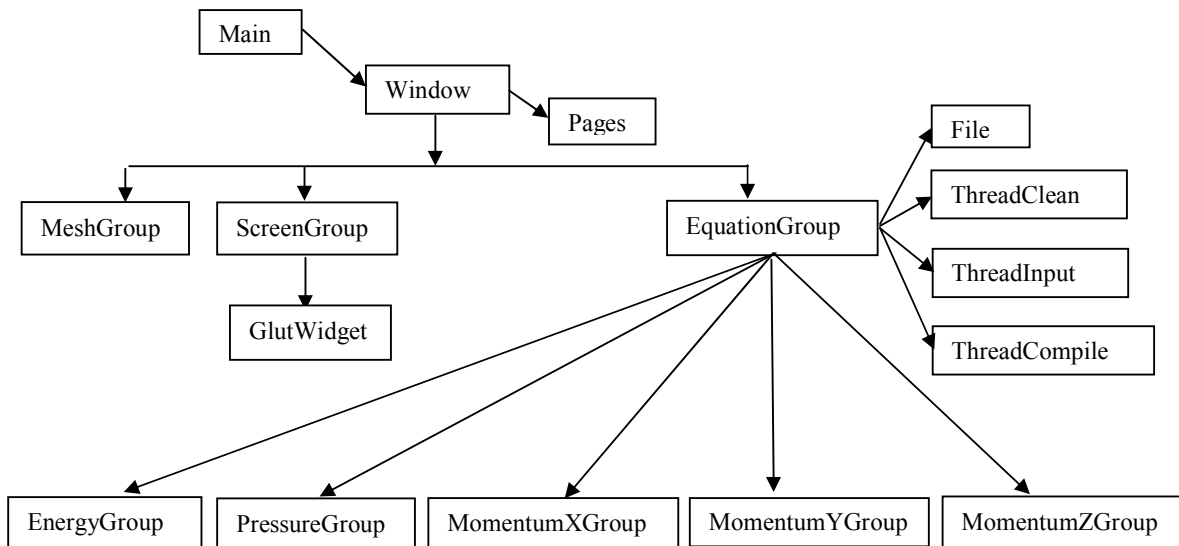 Main
Window
Pages
File
ThreadClean
MeshGroup
ScreenGroup
EquationGroup
ThreadInput
GlutWidget
ThreadCompile
EnergyGroup
PressureGroup
MomentumXGroup
MomentumYGroup
MomentumZGroup